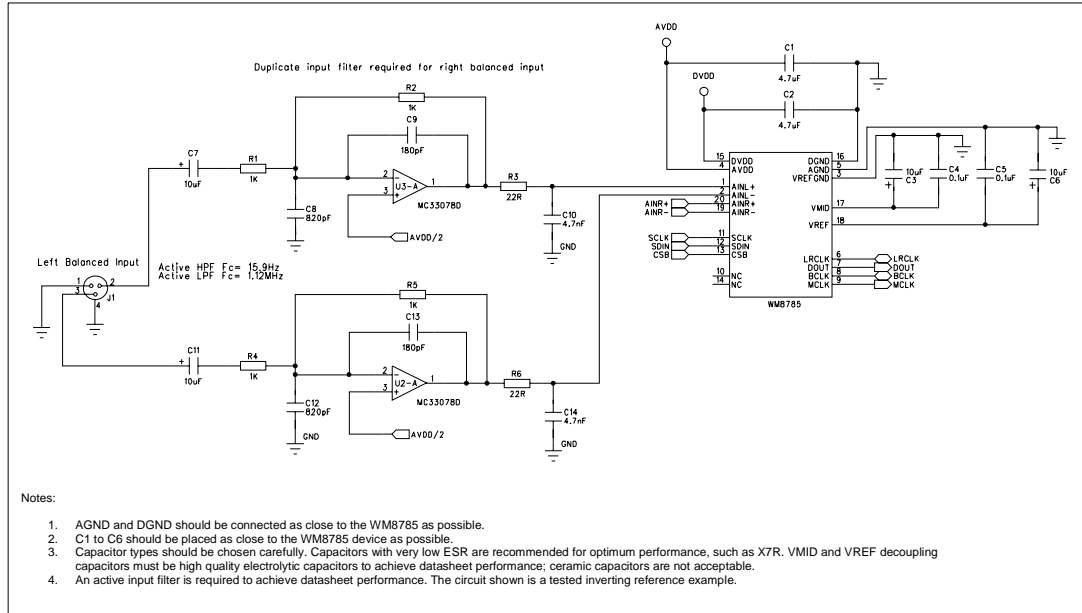 AVDD
C1
4.7uF
DVDD
C2
4.7uF
Duplicate input filter required for right balanced input
R2
1K
C9
180pF
C7
+
10uF
R1
1K
2 - U3-A 1
3 +
MC33078D
R3
22R
C8
820pF
AVDD/2
C10
4.7nF
GND
15 DVDD
4 AVDD
1 AINL+
2 AINL-
AINR+ 20 AINR+
AINR- 19 AINR-
SCLK 11 SCLK
SDIN 12 SDIN
CSB 13 CSB
10 NC
14 NC
DGND 16
AGND 5
VREFGND 3
VMID 17
VREF 18
LRCLK 6 LRCLK
DOUT 7 DOUT
BCLK 8 BCLK
MCLK 9 MCLK
WM8785
10uF
+ C3
C4
0.1uF
C5
0.1uF
10uF
+ C6
Left Balanced Input
Active HPF Fc= 15.9Hz
Active LPF Fc= 1.12MHz
1 2
3 J1
4
R5
1K
C13
180pF
C11
+
10uF
R4
1K
2 - U2-A 1
3 +
MC33078D
R6
22R
C12
820pF
GND
AVDD/2
C14
4.7nF
GND
Notes:
1. AGND and DGND should be connected as close to the WM8785 as possible.
2. C1 to C6 should be placed as close to the WM8785 device as possible.
3. Capacitor types should be chosen carefully. Capacitors with very low ESR are recommended for optimum performance, such as X7R. VMID and VREF decoupling
capacitors must be high quality electrolytic capacitors to achieve datasheet performance; ceramic capacitors are not acceptable.
4. An active input filter is required to achieve datasheet performance. The circuit shown is a tested inverting reference example.